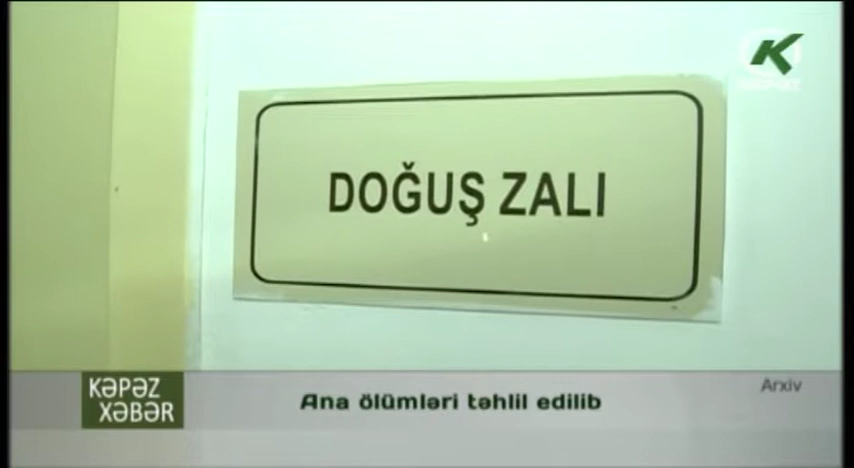 K
DOĞUŞ ZALI
KəPəZ
XəBəR
Ana ölümləri təhlil edilib
Arxiv